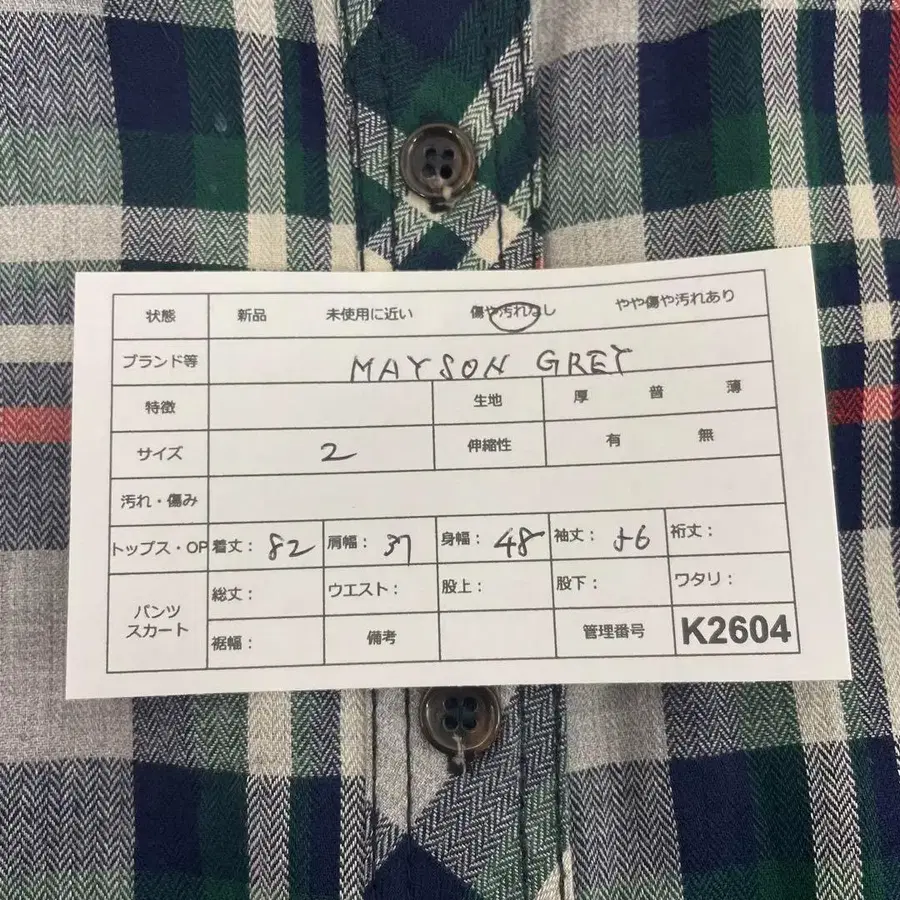 状態 新品 未使用に近い 傷や汚れなし やや傷や汚れあり
ブランド等 MAYSON GREY
特徴 生地 厚 普 薄
サイズ 2 伸縮性 有 無
汚れ・傷み
トップス・OP 着丈: 82 肩幅: 37 身幅: 48 袖丈: 56 裄丈:
パンツ スカート 総丈: ウエスト: 股上: 股下: ワタリ:
裾幅: 備考 管理番号 K2604